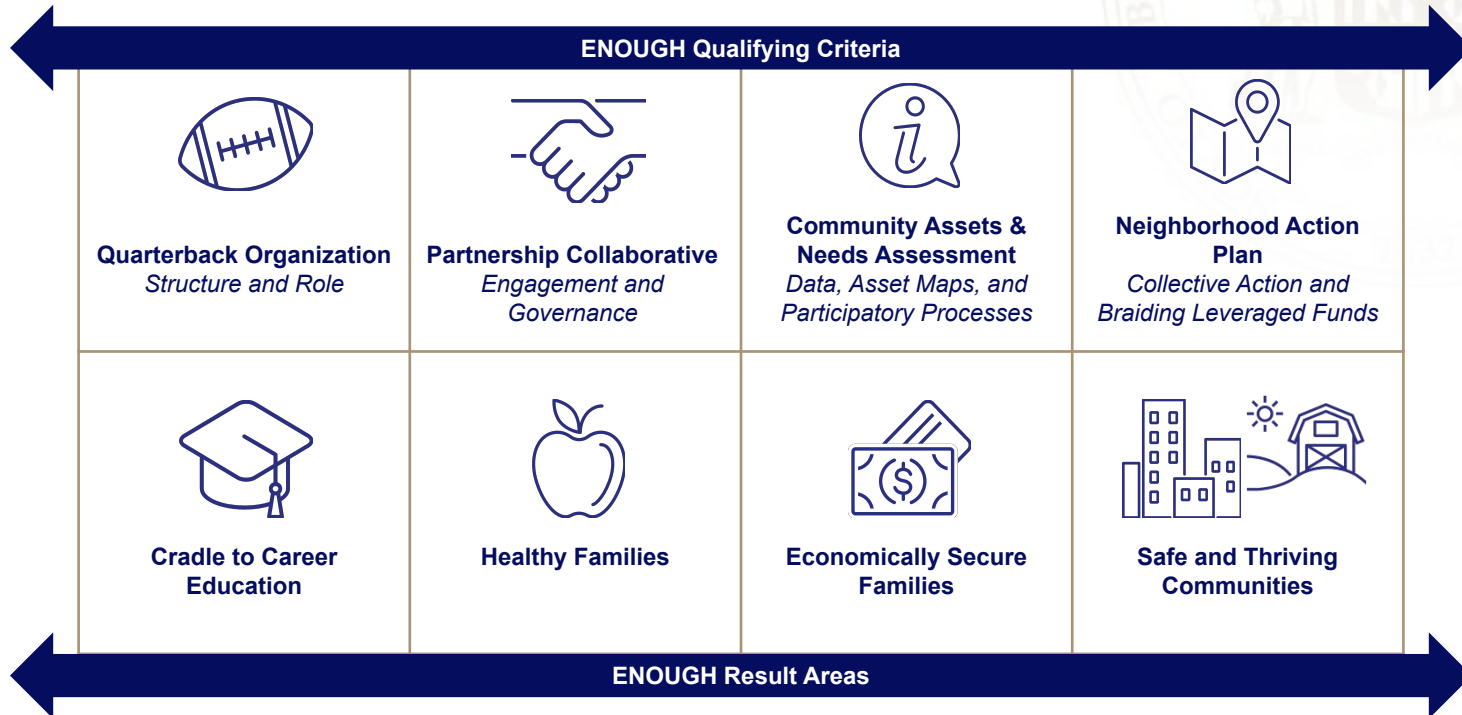 ENOUGH Qualifying Criteria
Quarterback Organization
Structure and Role
Partnership Collaborative
Engagement and
Governance
Community Assets &
Needs Assessment
Data, Asset Maps, and
Participatory Processes
Neighborhood Action
Plan
Collective Action and
Braiding Leveraged Funds
Cradle to Career
Education
Healthy Families
Economically Secure
Families
Safe and Thriving
Communities
ENOUGH Result Areas